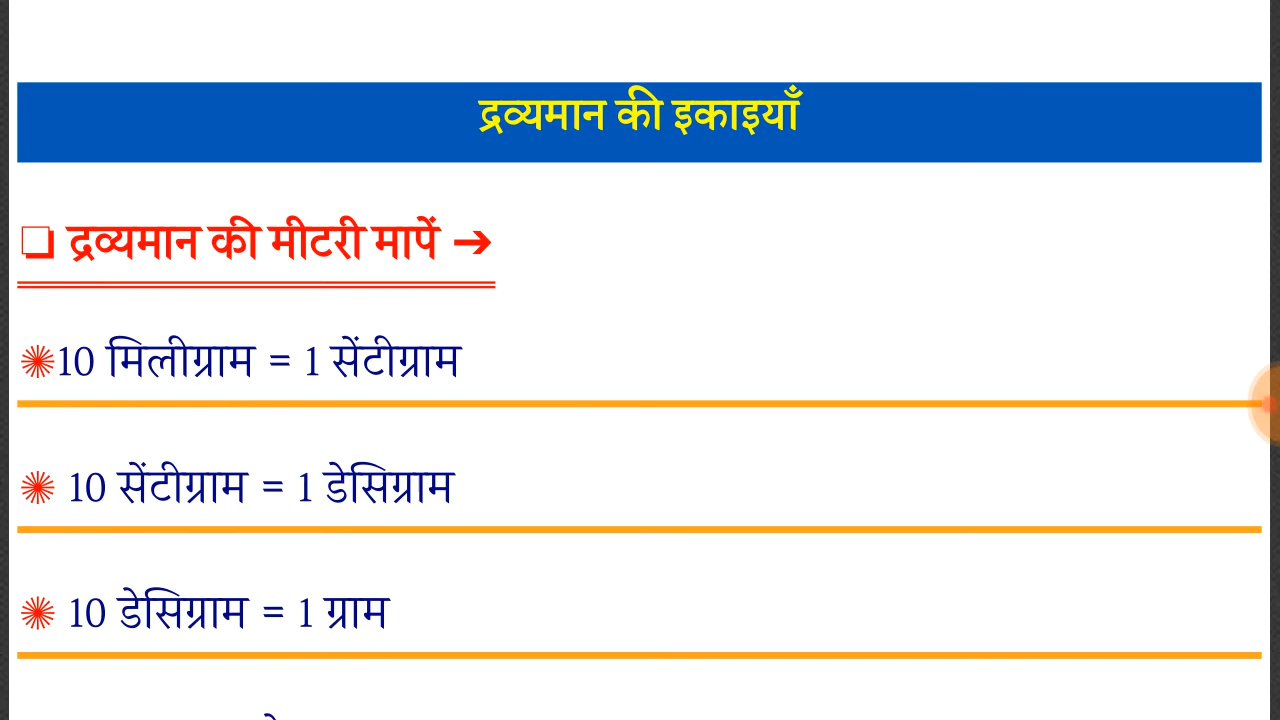 द्रव्यमान की इकाइयाँ
❏ द्रव्यमान की मीटरी मापें ➔
✺10 मिलीग्राम = 1 सेंटीग्राम
✺ 10 सेंटीग्राम = 1 डेसिग्राम
✺ 10 डेसिग्राम = 1 ग्राम